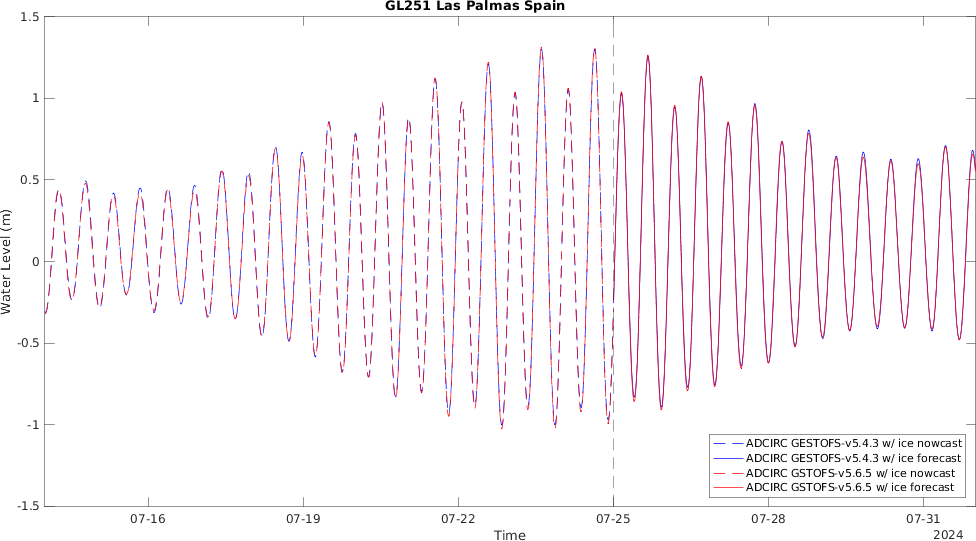 GL251 Las Palmas Spain
1.5
1
0.5
0
-0.5
-1
-1.5
Water Level (m)
ADCIRC GESTOFS-v5.4.3 w/ ice nowcast
ADCIRC GESTOFS-v5.4.3 w/ ice forecast
ADCIRC GSTOFS-v5.6.5 w/ ice nowcast
ADCIRC GSTOFS-v5.6.5 w/ ice forecast
07-16 07-19 07-22 07-25 07-28 07-31
Time
2024